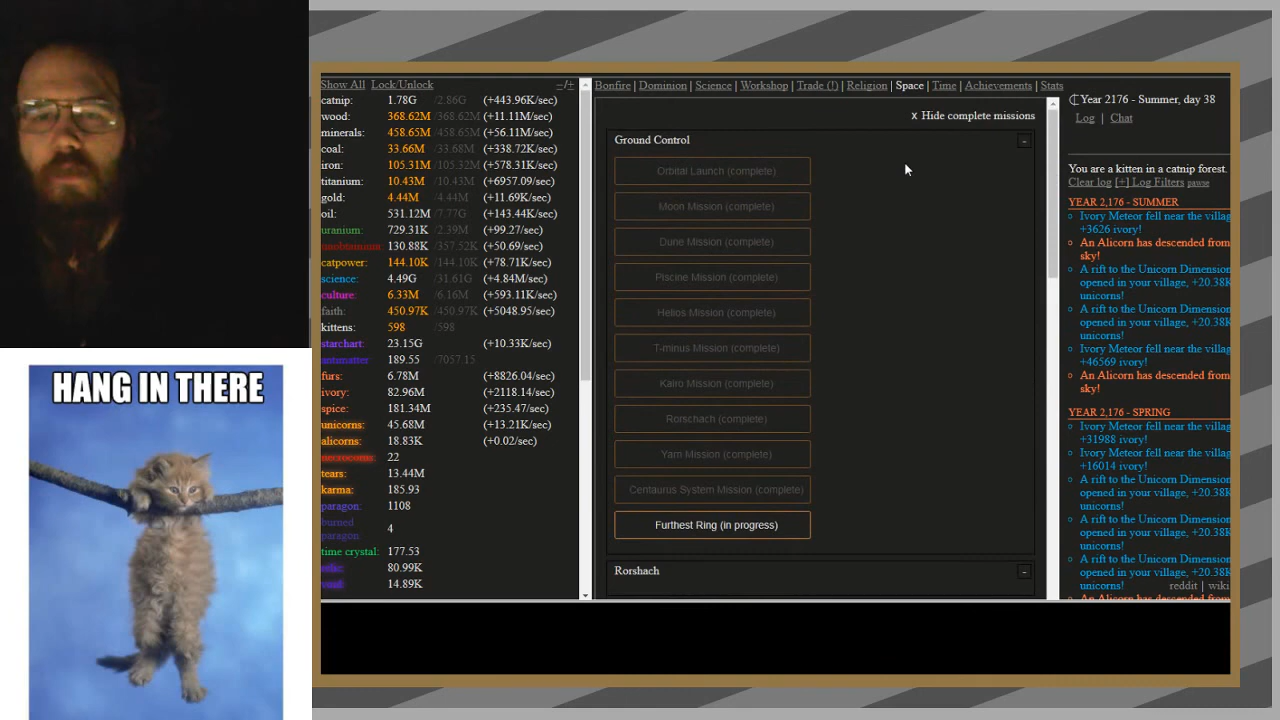 HANG IN THERE
Show All Lock/Unlock −/+
catnip: 1.78G /2.86G (+443.96K/sec)
wood: 368.62M /368.62M (+11.11M/sec)
minerals: 458.65M /458.65M (+56.11M/sec)
coal: 33.66M /33.68M (+338.72K/sec)
iron: 105.31M /105.32M (+578.31K/sec)
titanium: 10.43M /10.43M (+6957.09/sec)
gold: 4.44M /4.44M (+11.69K/sec)
oil: 531.12M /7.77G (+143.44K/sec)
uranium: 729.31K /2.39M (+99.27/sec)
unobtainium: 130.88K /357.52K (+50.69/sec)
catpower: 144.10K /144.10K (+78.71K/sec)
science: 4.49G /31.61G (+4.84M/sec)
culture: 6.33M /6.16M (+593.11K/sec)
faith: 450.97K /450.97K (+5048.95/sec)
kittens: 598 /598
starchart: 23.15G (+10.33K/sec)
antimatter: 189.55 /7057.15
furs: 6.78M (+8826.04/sec)
ivory: 82.96M (+2118.14/sec)
spice: 181.34M (+235.47/sec)
unicorns: 45.68M (+13.21K/sec)
alicorns: 18.83K (+0.02/sec)
necrocorns: 22
tears: 13.44M
karma: 185.93
paragon: 1108
burned
paragon: 4
time crystal: 177.53
relic: 80.99K
void: 14.89K
Bonfire | Dominion | Science | Workshop | Trade (!) | Religion | Space | Time | Achievements | Stats
x Hide complete missions
Ground Control -
Orbital Launch (complete)
Moon Mission (complete)
Dune Mission (complete)
Piscine Mission (complete)
Helios Mission (complete)
T-minus Mission (complete)
Kairo Mission (complete)
Rorschach (complete)
Yarn Mission (complete)
Centaurus System Mission (complete)
Furthest Ring (in progress)
Rorshach -
Year 2176 - Summer, day 38
Log | Chat
You are a kitten in a catnip forest.
Clear log [+] Log Filters pause
YEAR 2,176 - SUMMER
Ivory Meteor fell near the villag
+3626 ivory!
An Alicorn has descended from
sky!
A rift to the Unicorn Dimension
opened in your village, +20.38K
unicorns!
A rift to the Unicorn Dimension
opened in your village, +20.38K
unicorns!
Ivory Meteor fell near the villag
+46569 ivory!
An Alicorn has descended from
sky!
YEAR 2,176 - SPRING
Ivory Meteor fell near the villag
+31988 ivory!
Ivory Meteor fell near the villag
+16014 ivory!
A rift to the Unicorn Dimension
opened in your village, +20.38K
unicorns!
A rift to the Unicorn Dimension
opened in your village, +20.38K
unicorns!
A rift to the Unicorn Dimension
opened in your village, +20.38K
unicorns!
reddit | wiki
An Alicorn has descended from